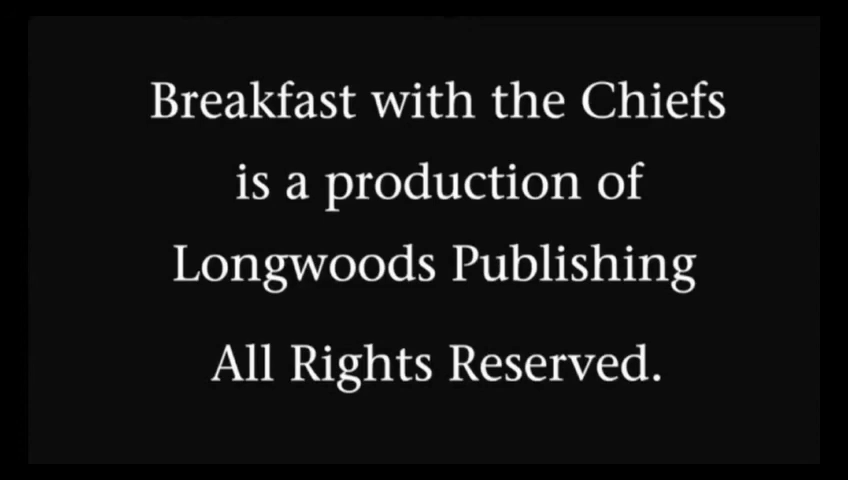 Breakfast with the Chiefs
is a production of
Longwoods Publishing
All Rights Reserved.